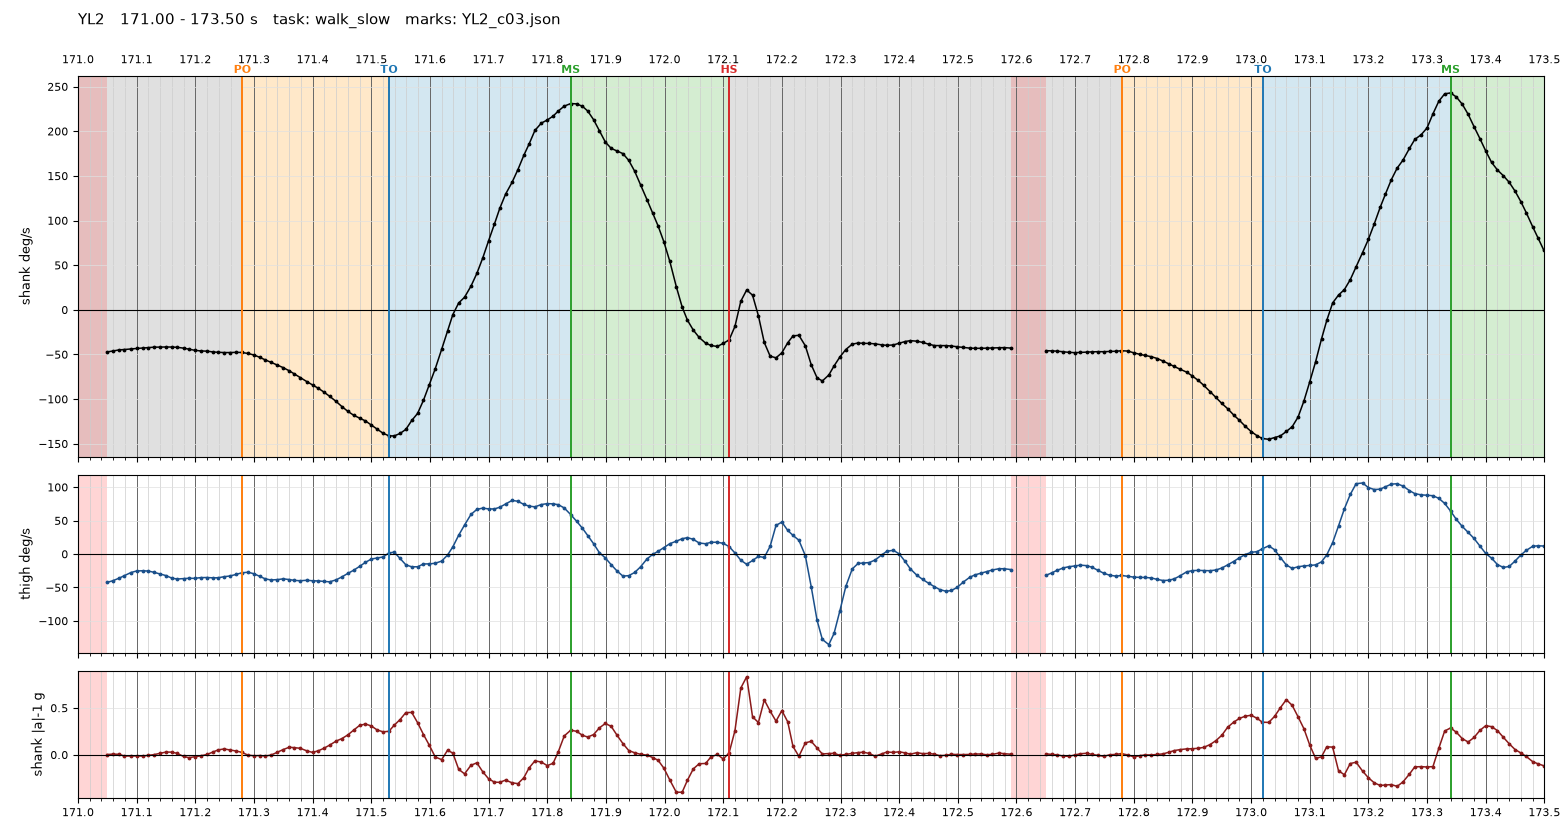 YL2 171.00 - 173.50 s task: walk_slow marks: YL2_c03.json
171.0 171.1 171.2 171.3 171.4 171.5 171.6 171.7 171.8 171.9 172.0 172.1 172.2 172.3 172.4 172.5 172.6 172.7 172.8 172.9 173.0 173.1 173.2 173.3 173.4 173.5
PO TO MS HS PO TO MS
250
200
150
100
50
0
−50
−100
−150
shank deg/s
100
50
0
−50
−100
thigh deg/s
0.5
0.0
shank |a|-1 g
171.0 171.1 171.2 171.3 171.4 171.5 171.6 171.7 171.8 171.9 172.0 172.1 172.2 172.3 172.4 172.5 172.6 172.7 172.8 172.9 173.0 173.1 173.2 173.3 173.4 173.5